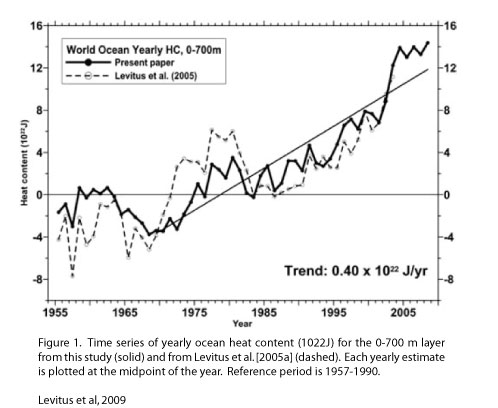 World Ocean Yearly HC, 0-700m
Present paper
Levitus et al. (2005)
Heat content (10²²J)
16
12
8
4
0
-4
-8
16
12
8
4
0
-4
-8
Trend: 0.40 x 10²² J/yr
1955 1965 1975 1985 1995 2005
Year
Figure 1. Time series of yearly ocean heat content (1022J) for the 0-700 m layer
from this study (solid) and from Levitus et al. [2005a] (dashed). Each yearly estimate
is plotted at the midpoint of the year. Reference period is 1957-1990.
Levitus et al, 2009